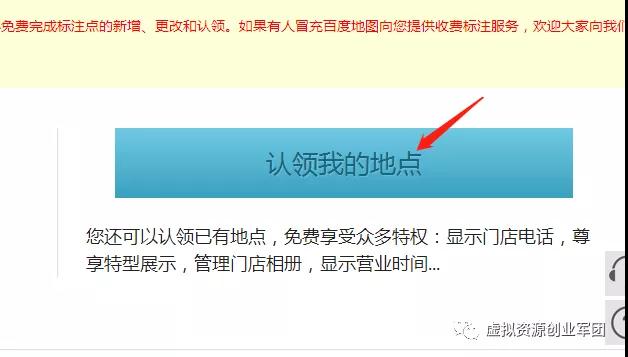 免费完成标注点的新增、更改和认领。如果有人冒充百度地图向您提供收费标注服务，欢迎大家向我们
认领我的地点
您还可以认领已有地点，免费享受众多特权：显示门店电话，尊
享特型展示，管理门店相册，显示营业时间...
虚拟资源创业军团